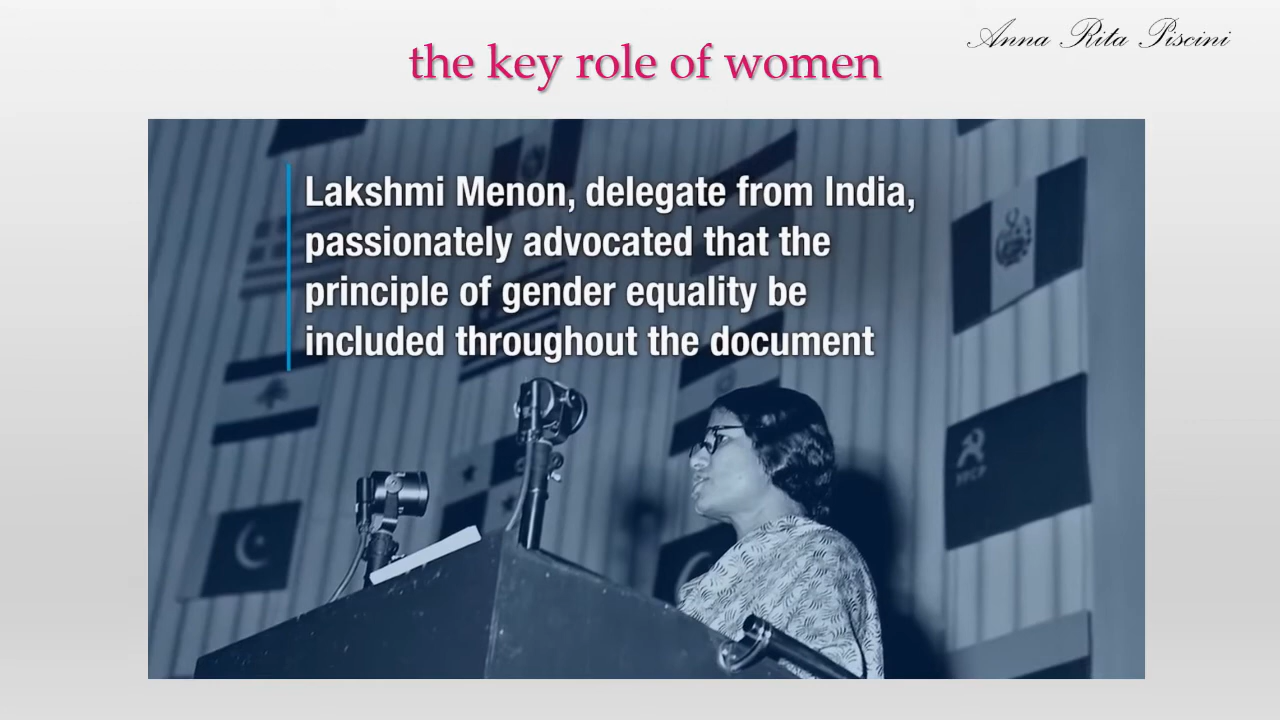 Anna Rita Piscini
the key role of women
Lakshmi Menon, delegate from India,
passionately advocated that the
principle of gender equality be
included throughout the document